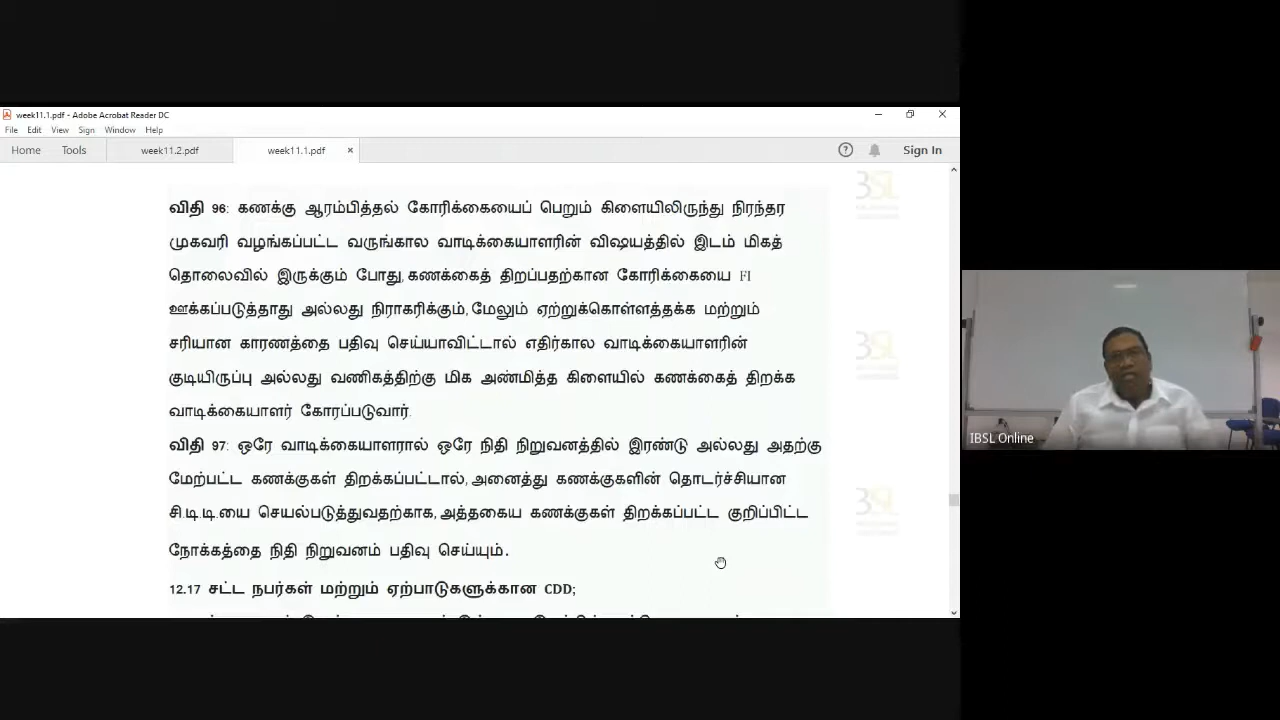 week11.1.pdf - Adobe Acrobat Reader DC
File Edit View Sign Window Help
Home Tools week11.2.pdf week11.1.pdf × Sign In
விதி 96: கணக்கு ஆரம்பித்தல் கோரிக்கையைப் பெறும் கிளையிலிருந்து நிரந்தர
முகவரி வழங்கப்பட்ட வருங்கால வாடிக்கையாளரின் விஷயத்தில் இடம் மிகத்
தொலைவில் இருக்கும் போது, கணக்கைத் திறப்பதற்கான கோரிக்கையை FI
ஊக்கப்படுத்தாது அல்லது நிராகரிக்கும், மேலும் ஏற்றுக்கொள்ளத்தக்க மற்றும்
சரியான காரணத்தை பதிவு செய்யாவிட்டால் எதிர்கால வாடிக்கையாளரின்
குடியிருப்பு அல்லது வணிகத்திற்கு மிக அண்மித்த கிளையில் கணக்கைத் திறக்க
வாடிக்கையாளர் கோரப்படுவார்.
விதி 97: ஒரே வாடிக்கையாளரால் ஒரே நிதி நிறுவனத்தில் இரண்டு அல்லது அதற்கு
மேற்பட்ட கணக்குகள் திறக்கப்பட்டால், அனைத்து கணக்குகளின் தொடர்ச்சியான
சி.டி.டி.யை செயல்படுத்துவதற்காக, அத்தகைய கணக்குகள் திறக்கப்பட்ட குறிப்பிட்ட
நோக்கத்தை நிதி நிறுவனம் பதிவு செய்யும்.
12.17 சட்ட நபர்கள் மற்றும் ஏற்பாடுகளுக்கான CDD;
IBSL Online